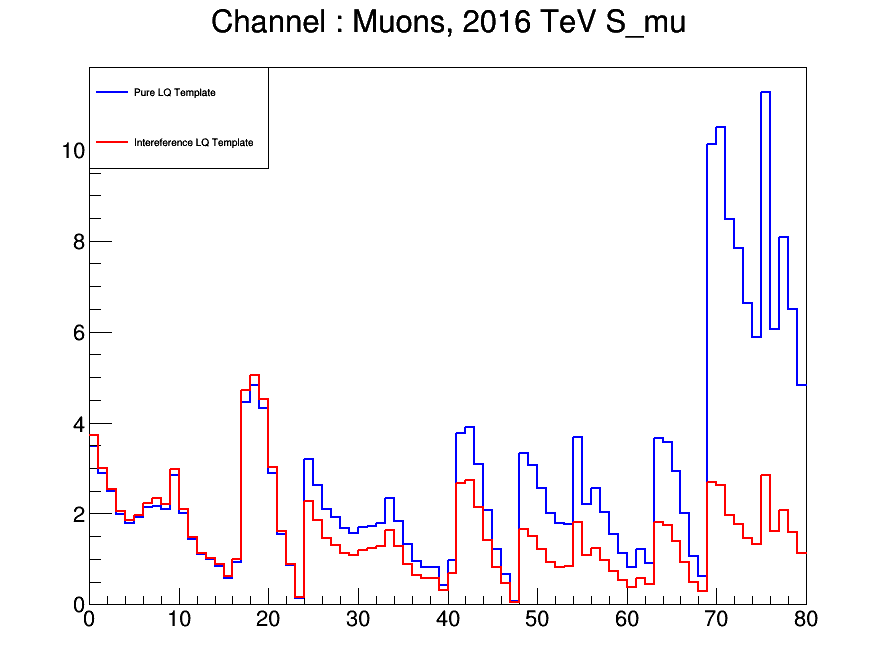 Channel : Muons, 2016 TeV S_mu
Pure LQ Template
Intereference LQ Template
10
8
6
4
2
0
0 10 20 30 40 50 60 70 80